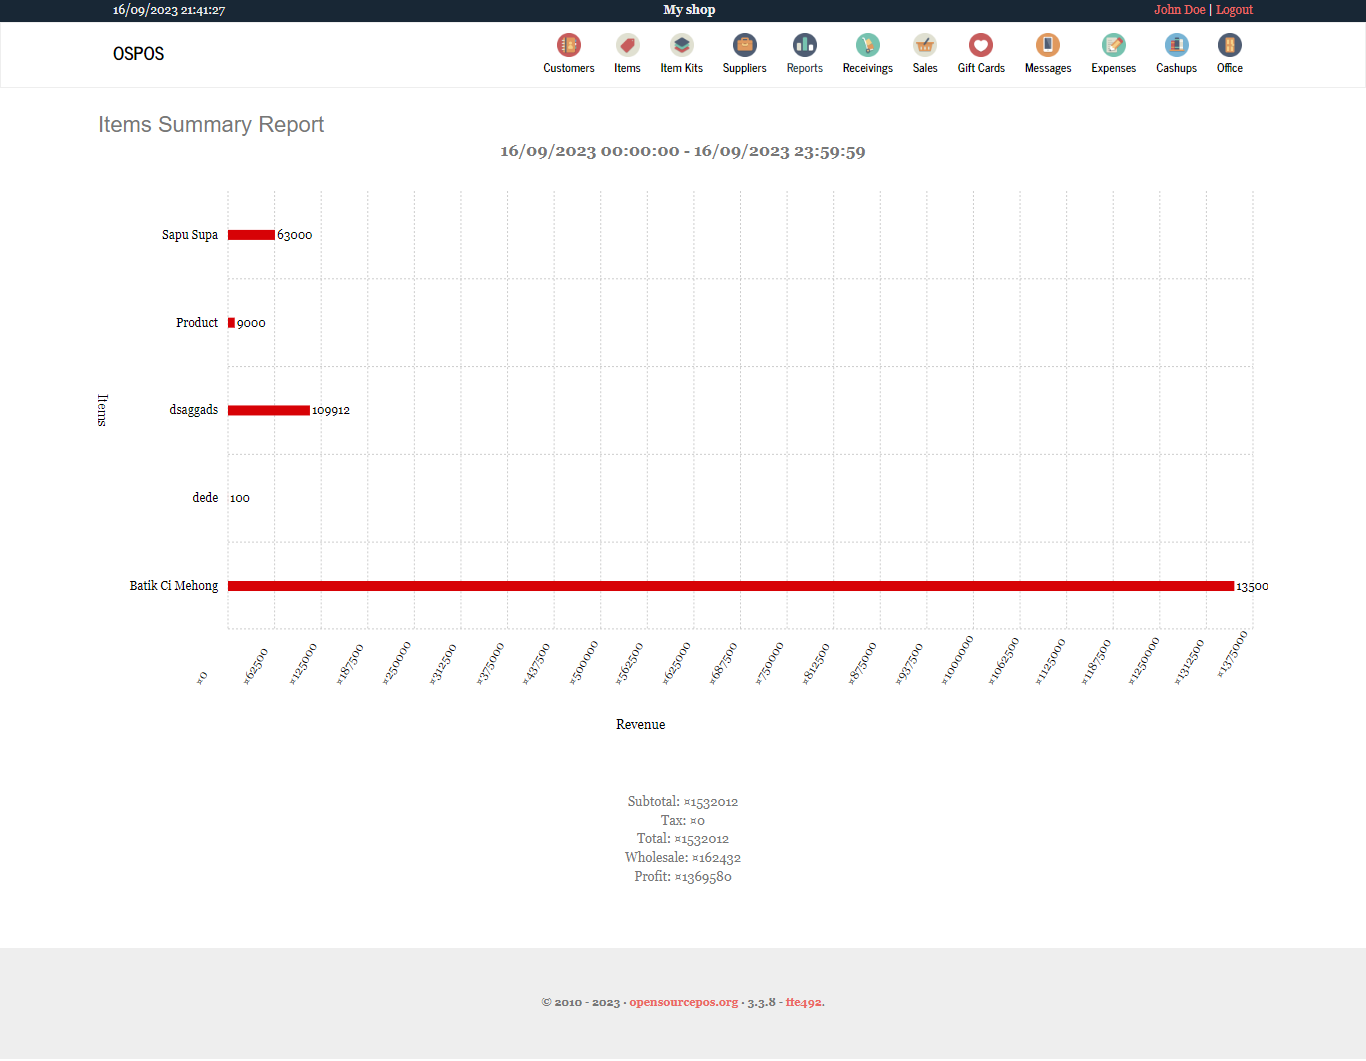 16/09/2023 21:41:27
My shop
John Doe | Logout
OSPOS
Customers
Items
Item Kits
Suppliers
Reports
Receivings
Sales
Gift Cards
Messages
Expenses
Cashups
Office
Items Summary Report
16/09/2023 00:00:00 - 16/09/2023 23:59:59
Items
Sapu Supa
63000
Product
9000
dsaggads
109912
dede
100
Batik Ci Mehong
13500
¤0
¤62500
¤125000
¤187500
¤250000
¤312500
¤375000
¤437500
¤500000
¤562500
¤625000
¤687500
¤750000
¤812500
¤875000
¤937500
¤1000000
¤1062500
¤1125000
¤1187500
¤1250000
¤1312500
¤1375000
Revenue
Subtotal: ¤1532012
Tax: ¤0
Total: ¤1532012
Wholesale: ¤162432
Profit: ¤1369580
© 2010 - 2023 · opensourcepos.org · 3.3.8 - ffe492.